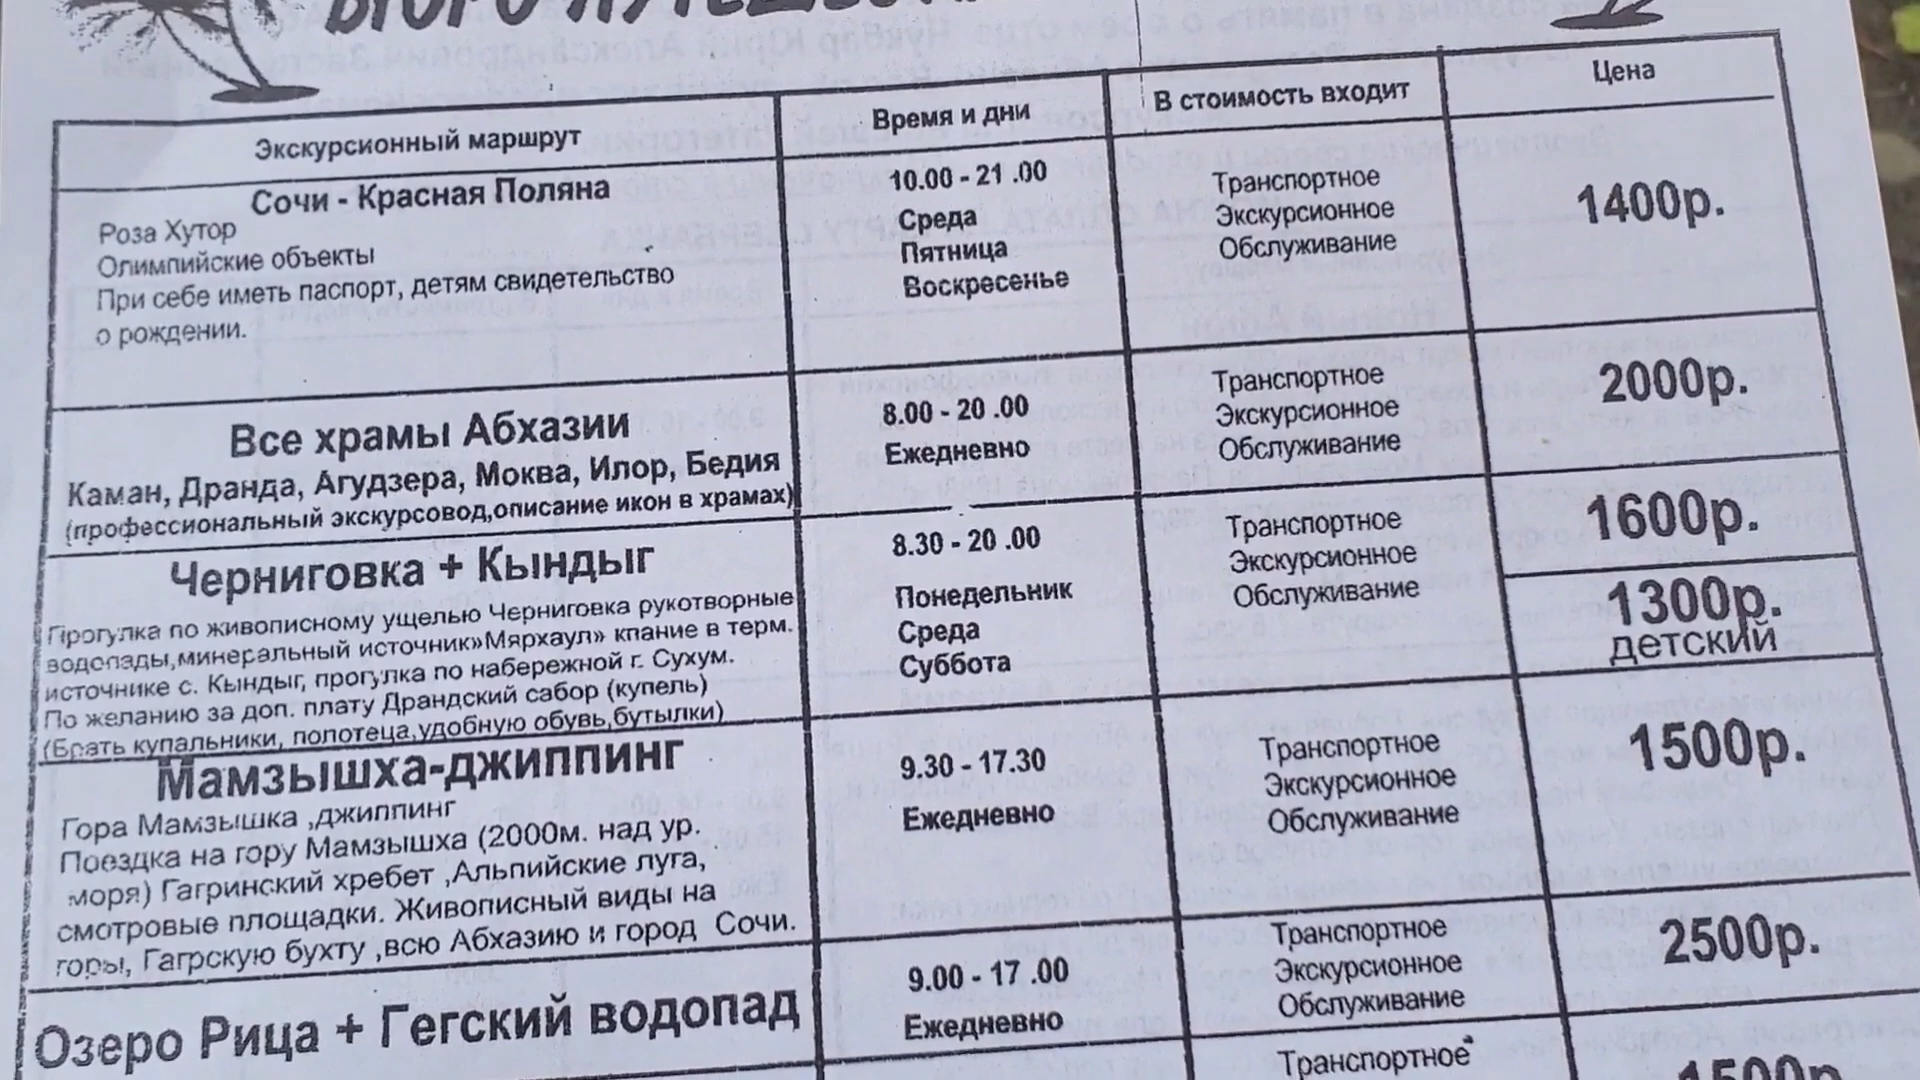 Экскурсионный маршрут
Время и дни
В стоимость входит
Цена
Сочи - Красная Поляна
Роза Хутор
Олимпийские объекты
При себе иметь паспорт, детям свидетельство
о рождении.
10.00 - 21 .00
Среда
Пятница
Воскресенье
Транспортное
Экскурсионное
Обслуживание
1400р.
Все храмы Абхазии
Каман, Дранда, Агудзера, Моква, Илор, Бедия
(профессиональный экскурсовод,описание икон в храмах)
8.00 - 20 .00
Ежедневно
Транспортное
Экскурсионное
Обслуживание
2000р.
Черниговка + Кындыг
Прогулка по живописному ущелью Черниговка рукотворные
водопады,минеральный источник»Мярхаул» кпание в терм.
источнике с. Кындыг, прогулка по набережной г. Сухум.
По желанию за доп. плату Драндский сабор (купель)
(Брать купальники, полотеца,удобную обувь,бутылки)
8.30 - 20 .00
Понедельник
Среда
Суббота
Транспортное
Экскурсионное
Обслуживание
1600р.
1300р.
детский
Мамзышха-джиппинг
Гора Мамзышка ,джиппинг
Поездка на гору Мамзышха (2000м. над ур.
моря) Гагринский хребет ,Альпийские луга,
смотровые площадки. Живописный виды на
горы, Гагрскую бухту ,всю Абхазию и город Сочи.
9.30 - 17.30
Ежедневно
Транспортное
Экскурсионное
Обслуживание
1500р.
Озеро Рица + Гегский водопад
9.00 - 17 .00
Ежедневно
Транспортное
Экскурсионное
Обслуживание
2500р.
Транспортное
1500р